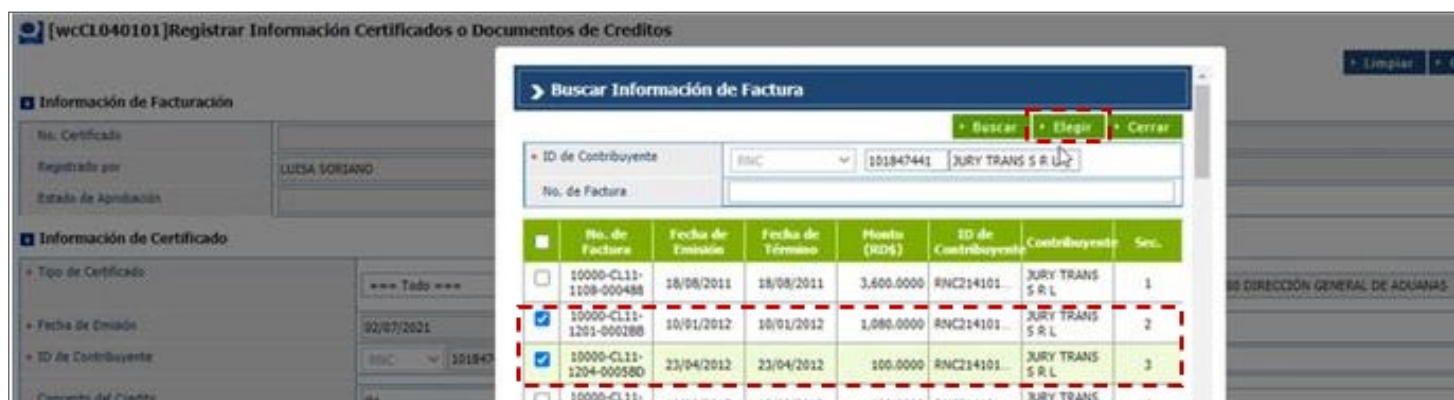 [wcCL040101]Registrar Información Certificados o Documentos de Creditos
Limpiar
Buscar Información de Factura
Información de Facturación
Buscar Elegir Cerrar
No. Certificado
ID de Contribuyente RNC 101847441 JURY TRANS S R L
Registrado por LUISA SORIANO
No. de Factura
Estado de Aprobación
Información de Certificado
No. de Factura Fecha de Emisión Fecha de Término Monto (RD$) ID de Contribuyente Contribuyente Sec.
Tipo de Certificado === Todo ===
10000-CL11-1108-000488 18/08/2011 18/08/2011 3,600.0000 RNC214101... JURY TRANS S R L 1
DIRECCIÓN GENERAL DE ADUANAS
Fecha de Emisión 02/07/2021
10000-CL11-1201-00028B 10/01/2012 10/01/2012 1,080.0000 RNC214101... JURY TRANS S R L 2
ID de Contribuyente RNC 101847
10000-CL11-1204-00058D 23/04/2012 23/04/2012 100.0000 RNC214101... JURY TRANS S R L 3
Concepto del Credito
10000-CL11- JURY TRANS